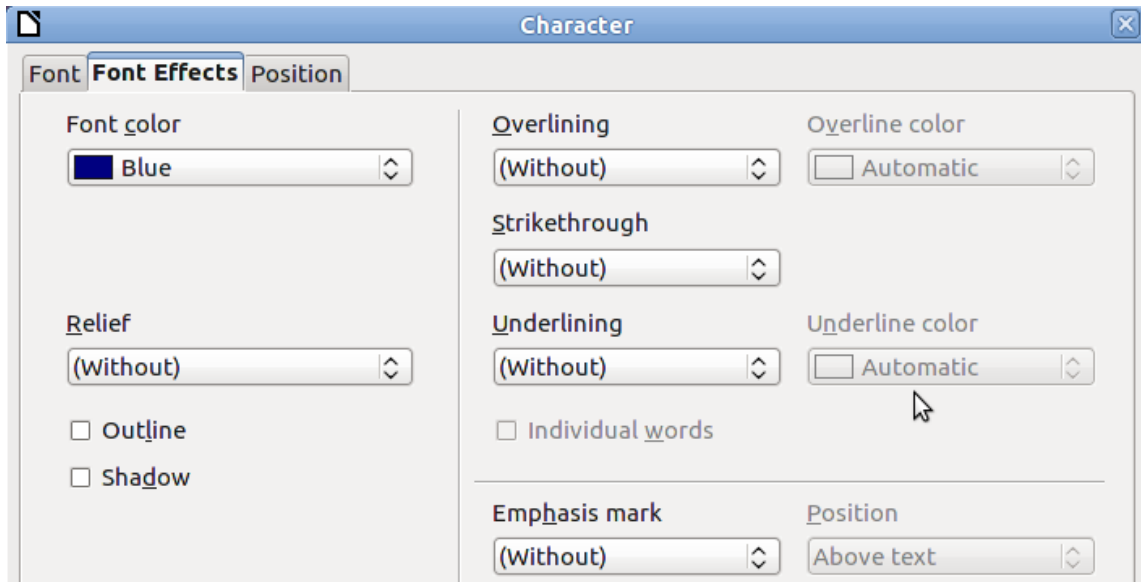 Character
Font Font Effects Position
Font color
Blue
Relief
(Without)
Outline
Shadow
Overlining Overline color
(Without) Automatic
Strikethrough
(Without)
Underlining Underline color
(Without) Automatic
Individual words
Emphasis mark Position
(Without) Above text